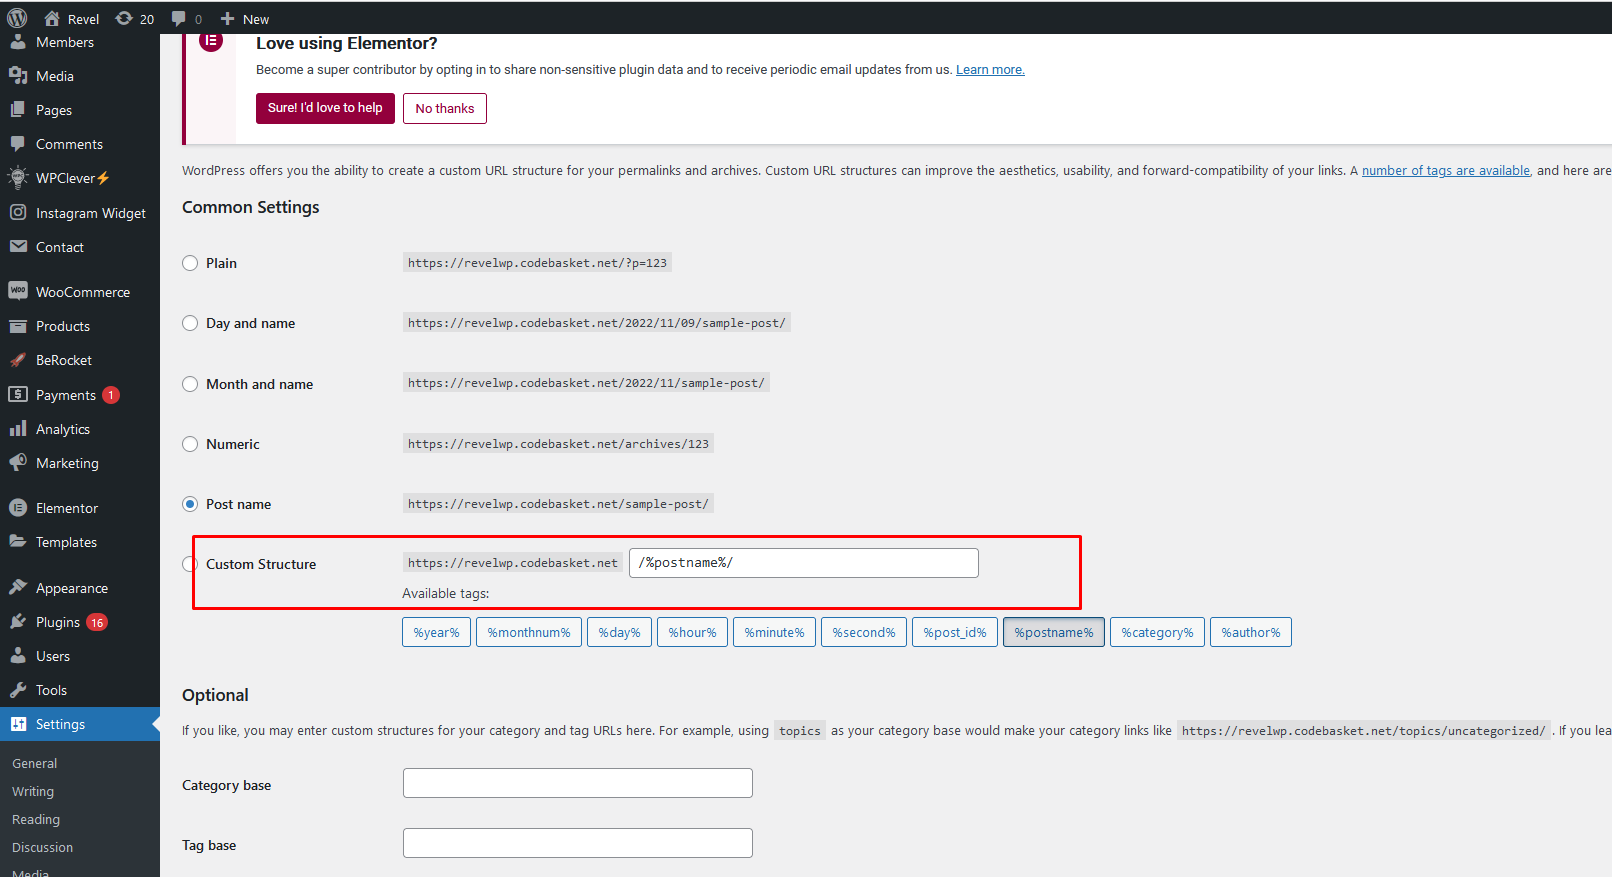 Revel 20 0 New
Members
Media
Pages
Comments
WPClever⚡
Instagram Widget
Contact
WooCommerce
Products
BeRocket
Payments 1
Analytics
Marketing
Elementor
Templates
Appearance
Plugins 16
Users
Tools
Settings
General
Writing
Reading
Discussion
Media
Love using Elementor?
Become a super contributor by opting in to share non-sensitive plugin data and to receive periodic email updates from us. Learn more.
Sure! I'd love to help No thanks
WordPress offers you the ability to create a custom URL structure for your permalinks and archives. Custom URL structures can improve the aesthetics, usability, and forward-compatibility of your links. A number of tags are available, and here are
Common Settings
Plain https://revelwp.codebasket.net/?p=123
Day and name https://revelwp.codebasket.net/2022/11/09/sample-post/
Month and name https://revelwp.codebasket.net/2022/11/sample-post/
Numeric https://revelwp.codebasket.net/archives/123
Post name https://revelwp.codebasket.net/sample-post/
Custom Structure https://revelwp.codebasket.net /%postname%/
Available tags:
%year% %monthnum% %day% %hour% %minute% %second% %post_id% %postname% %category% %author%
Optional
If you like, you may enter custom structures for your category and tag URLs here. For example, using topics as your category base would make your category links like https://revelwp.codebasket.net/topics/uncategorized/ . If you lea
Category base
Tag base